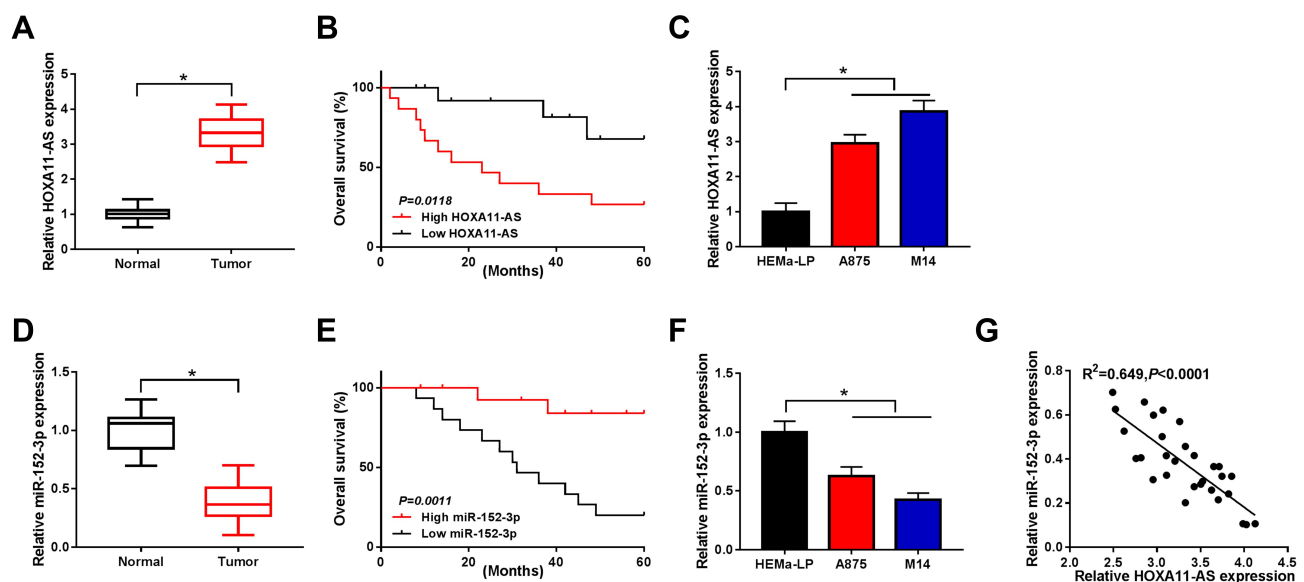 A
Relative HOXA11-AS expression
5
4
3
2
1
0
*
Normal
Tumor
B
Overall survival (%)
100
50
0
P=0.0118
High HOXA11-AS
Low HOXA11-AS
0
20
40
60
(Months)
C
Relative HOXA11-AS expression
5
4
3
2
1
0
*
HEMa-LP
A875
M14
D
Relative miR-152-3p expression
1.5
1.0
0.5
0.0
*
Normal
Tumor
E
Overall survival (%)
100
50
0
P=0.0011
High miR-152-3p
Low miR-152-3p
0
20
40
60
(Months)
F
Relative miR-152-3p expression
1.5
1.0
0.5
0.0
*
HEMa-LP
A875
M14
G
Relative miR-152-3p expression
R²=0.649,P<0.0001
0.8
0.6
0.4
0.2
0.0
2.0
2.5
3.0
3.5
4.0
4.5
Relative HOXA11-AS expression